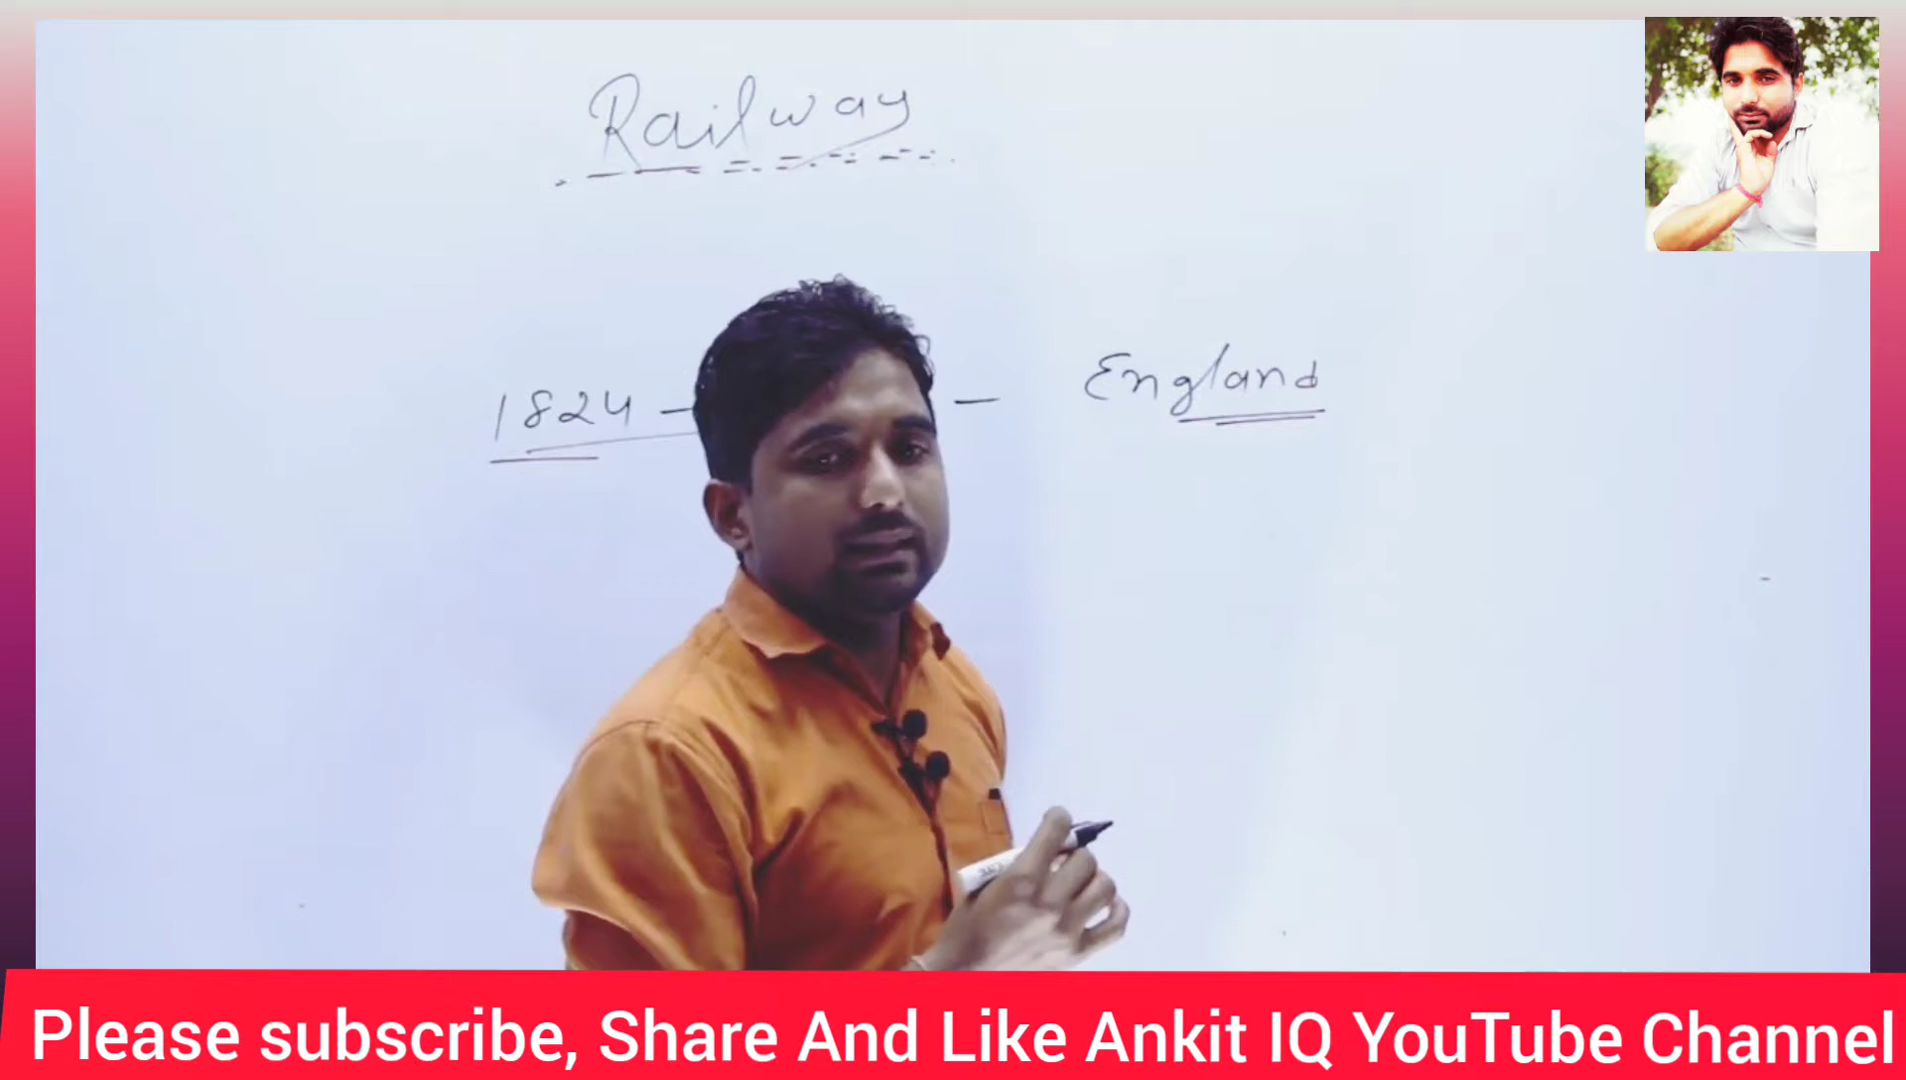 Railway
1824 - - England
Please subscribe, Share And Like Ankit IQ YouTube Channel